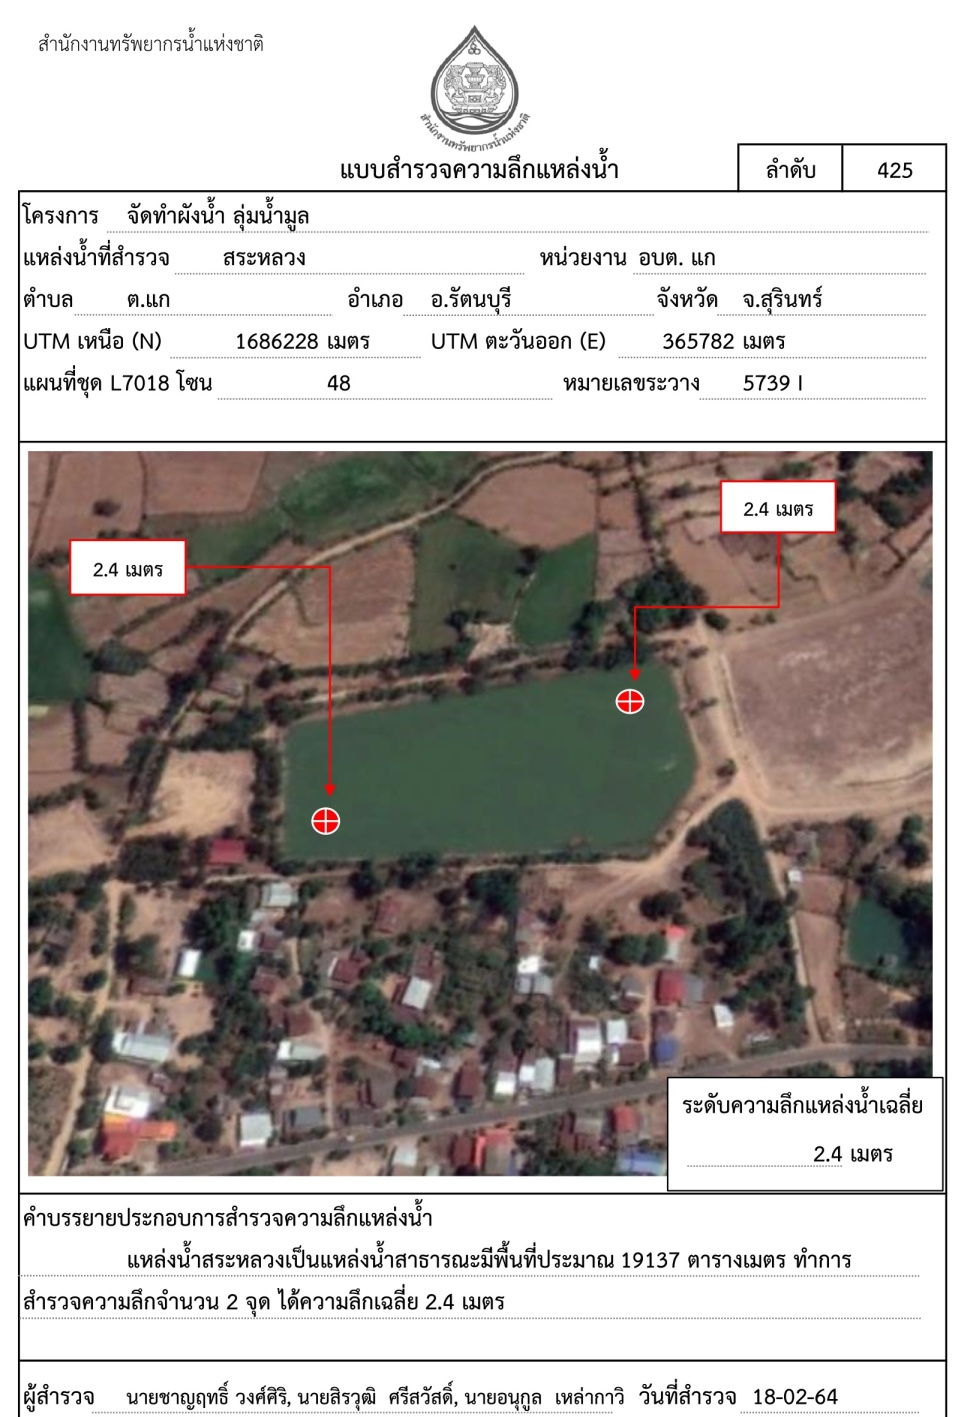 สำนักงานทรัพยากรน้ำแห่งชาติ
สำนักงานทรัพยากรน้ำแห่งชาติ
แบบสำรวจความลึกแหล่งน้ำ ลำดับ 425
โครงการ จัดทำผังน้ำ ลุ่มน้ำมูล
แหล่งน้ำที่สำรวจ สระหลวง หน่วยงาน อบต. แก
ตำบล ต.แก อำเภอ อ.รัตนบุรี จังหวัด จ.สุรินทร์
UTM เหนือ (N) 1686228 เมตร UTM ตะวันออก (E) 365782 เมตร
แผนที่ชุด L7018 โซน 48 หมายเลขระวาง 5739 I
2.4 เมตร
2.4 เมตร
ระดับความลึกแหล่งน้ำเฉลี่ย
2.4 เมตร
คำบรรยายประกอบการสำรวจความลึกแหล่งน้ำ
แหล่งน้ำสระหลวงเป็นแหล่งน้ำสาธารณะมีพื้นที่ประมาณ 19137 ตารางเมตร ทำการ
สำรวจความลึกจำนวน 2 จุด ได้ความลึกเฉลี่ย 2.4 เมตร
ผู้สำรวจ นายชาญฤทธิ์ วงศ์ศิริ, นายสิรวุฒิ ศรีสวัสดิ์, นายอนุกูล เหล่ากาวี วันที่สำรวจ 18-02-64